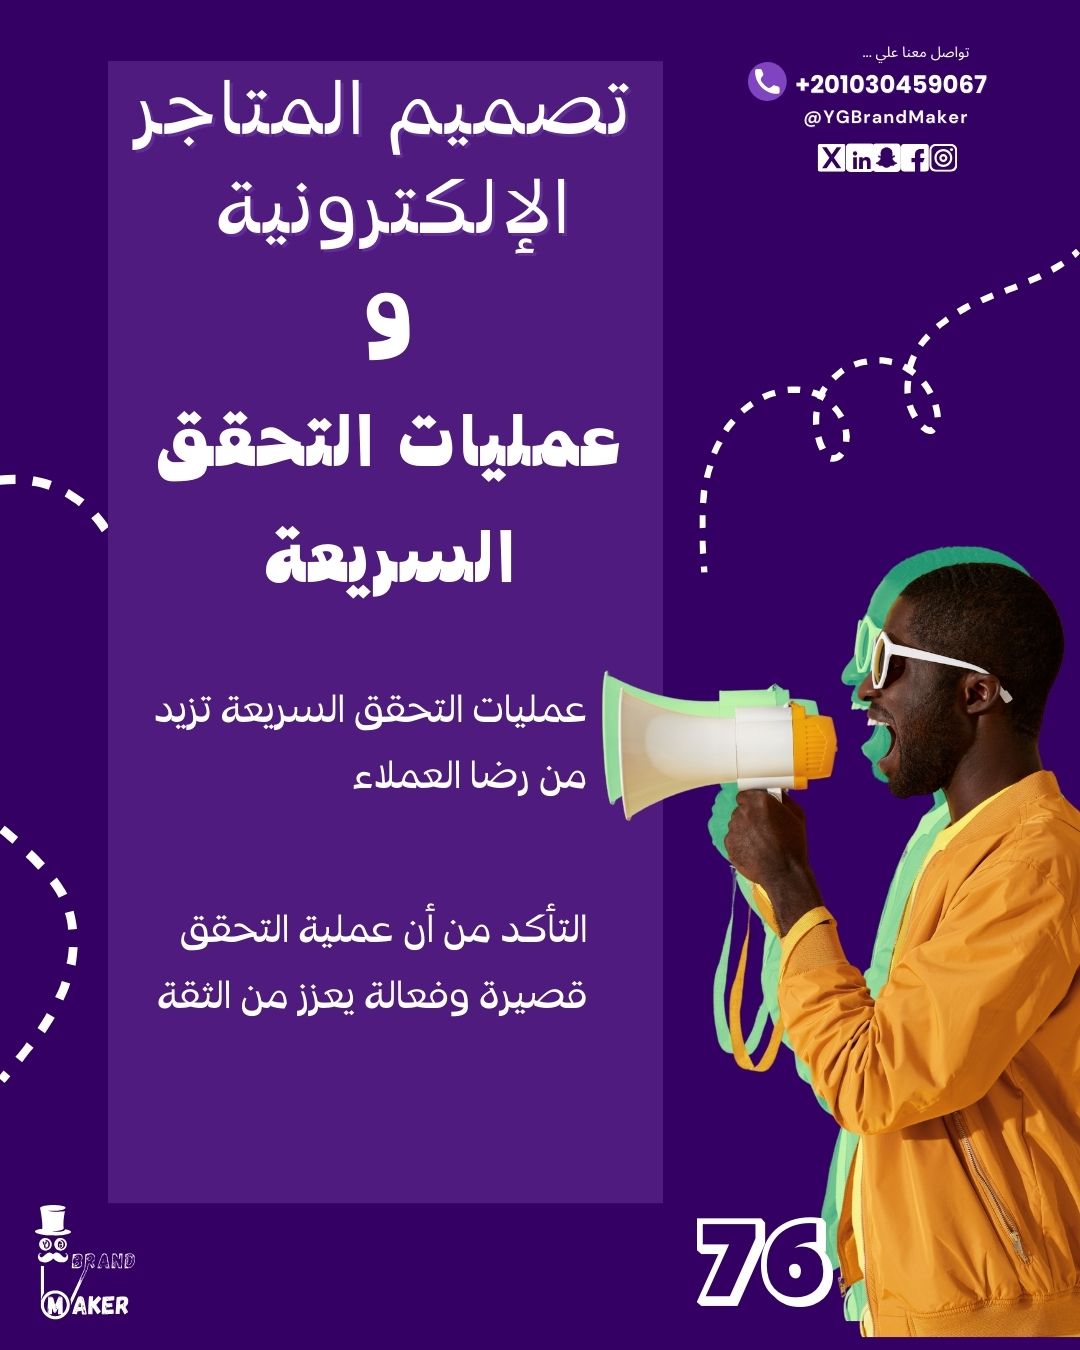 تواصل معنا علي ...
+201030459067
@YGBrandMaker
تصميم المتاجر
الإلكترونية
و
عمليات التحقق
السريعة
عمليات التحقق السريعة تزيد
من رضا العملاء
التأكد من أن عملية التحقق
قصيرة وفعالة يعزز من الثقة
76
BRAND
MAKER